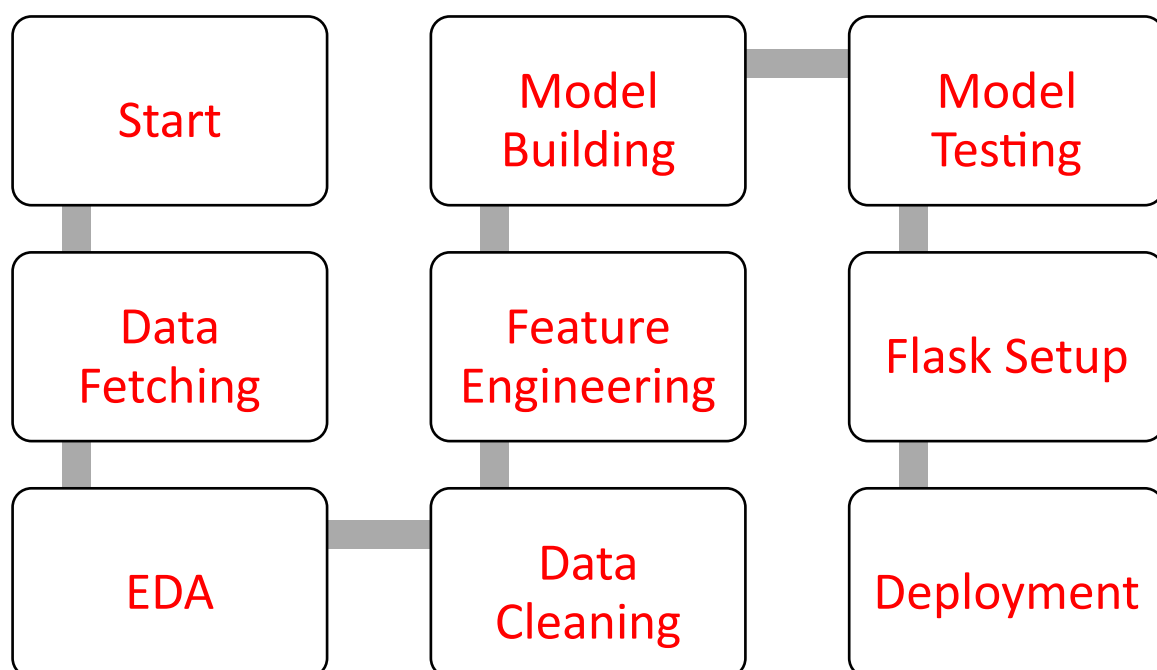 Start
Data
Fetching
EDA
Data
Cleaning
Feature
Engineering
Model
Building
Model
Testing
Flask Setup
Deployment